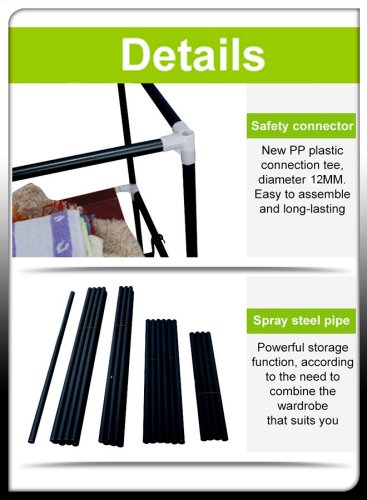 Details
Safety connector
New PP plastic
connection tee,
diameter 12MM.
Easy to assemble
and long-lasting
Spray steel pipe
Powerful storage
function, according
to the need to
combine the
wardrobe
that suits you